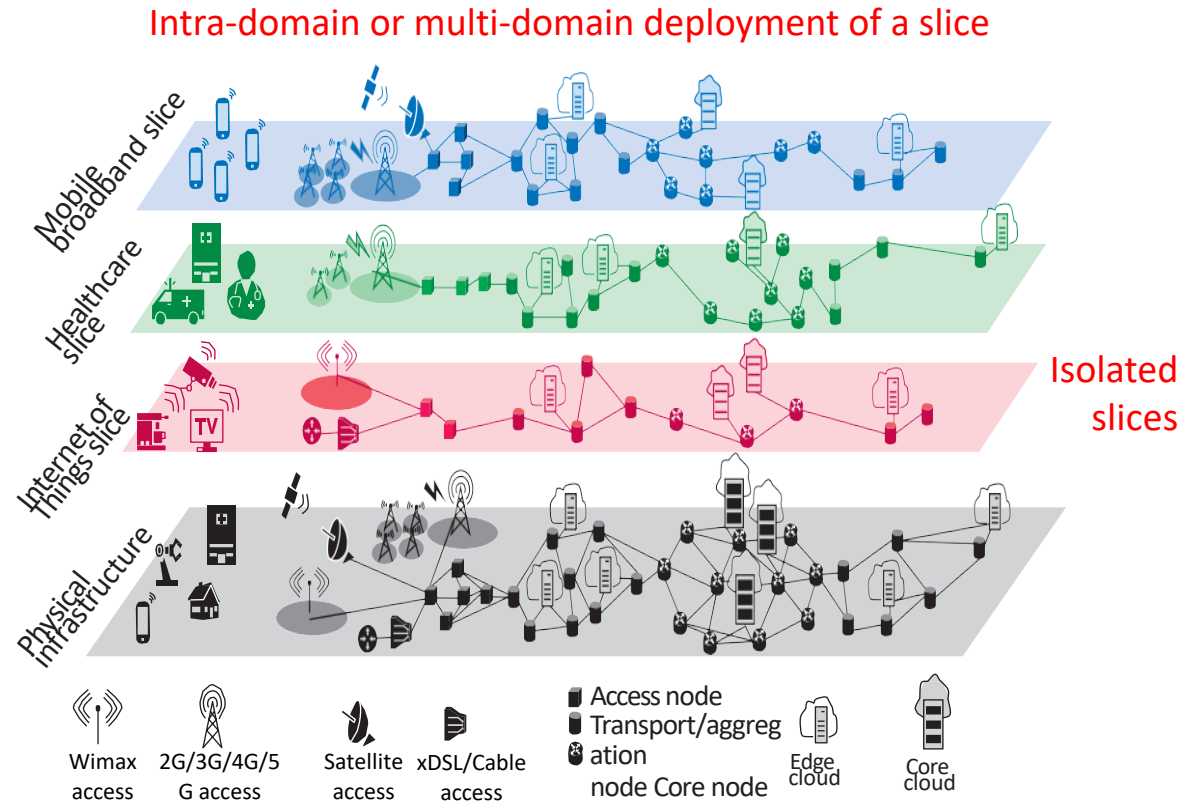 Intra-domain or multi-domain deployment of a slice
Mobile
broadband slice
Healthcare
slice
Internet of
things slice
TV
Isolated
slices
Physical
infrastructure
Wimax
access
2G/3G/4G/5
G access
Satellite
access
xDSL/Cable
access
Access node
Transport/aggreg
ation
node Core node
Edge
cloud
Core
cloud